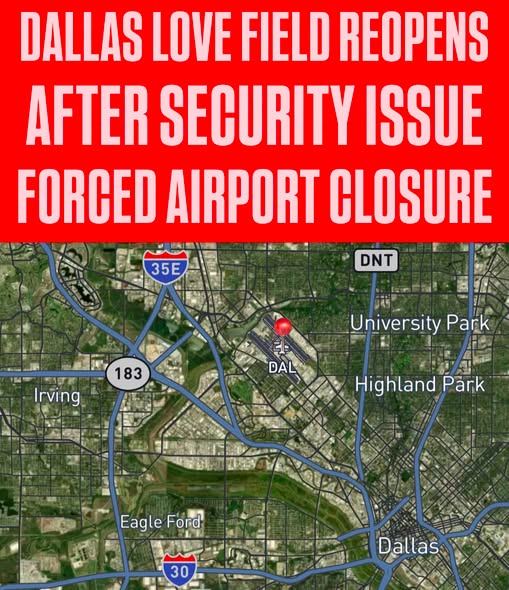 DALLAS LOVE FIELD REOPENS
AFTER SECURITY ISSUE
FORCED AIRPORT CLOSURE
35E
DNT
University Park
DAL
183
Highland Park
Irving
Eagle Ford
Dallas
30